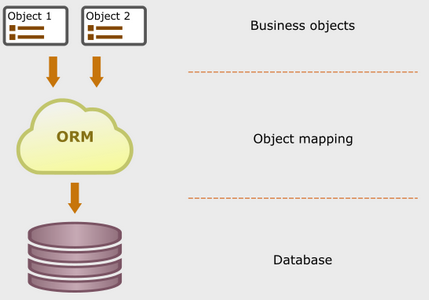 Object 1
Object 2
Business objects
ORM
Object mapping
Database